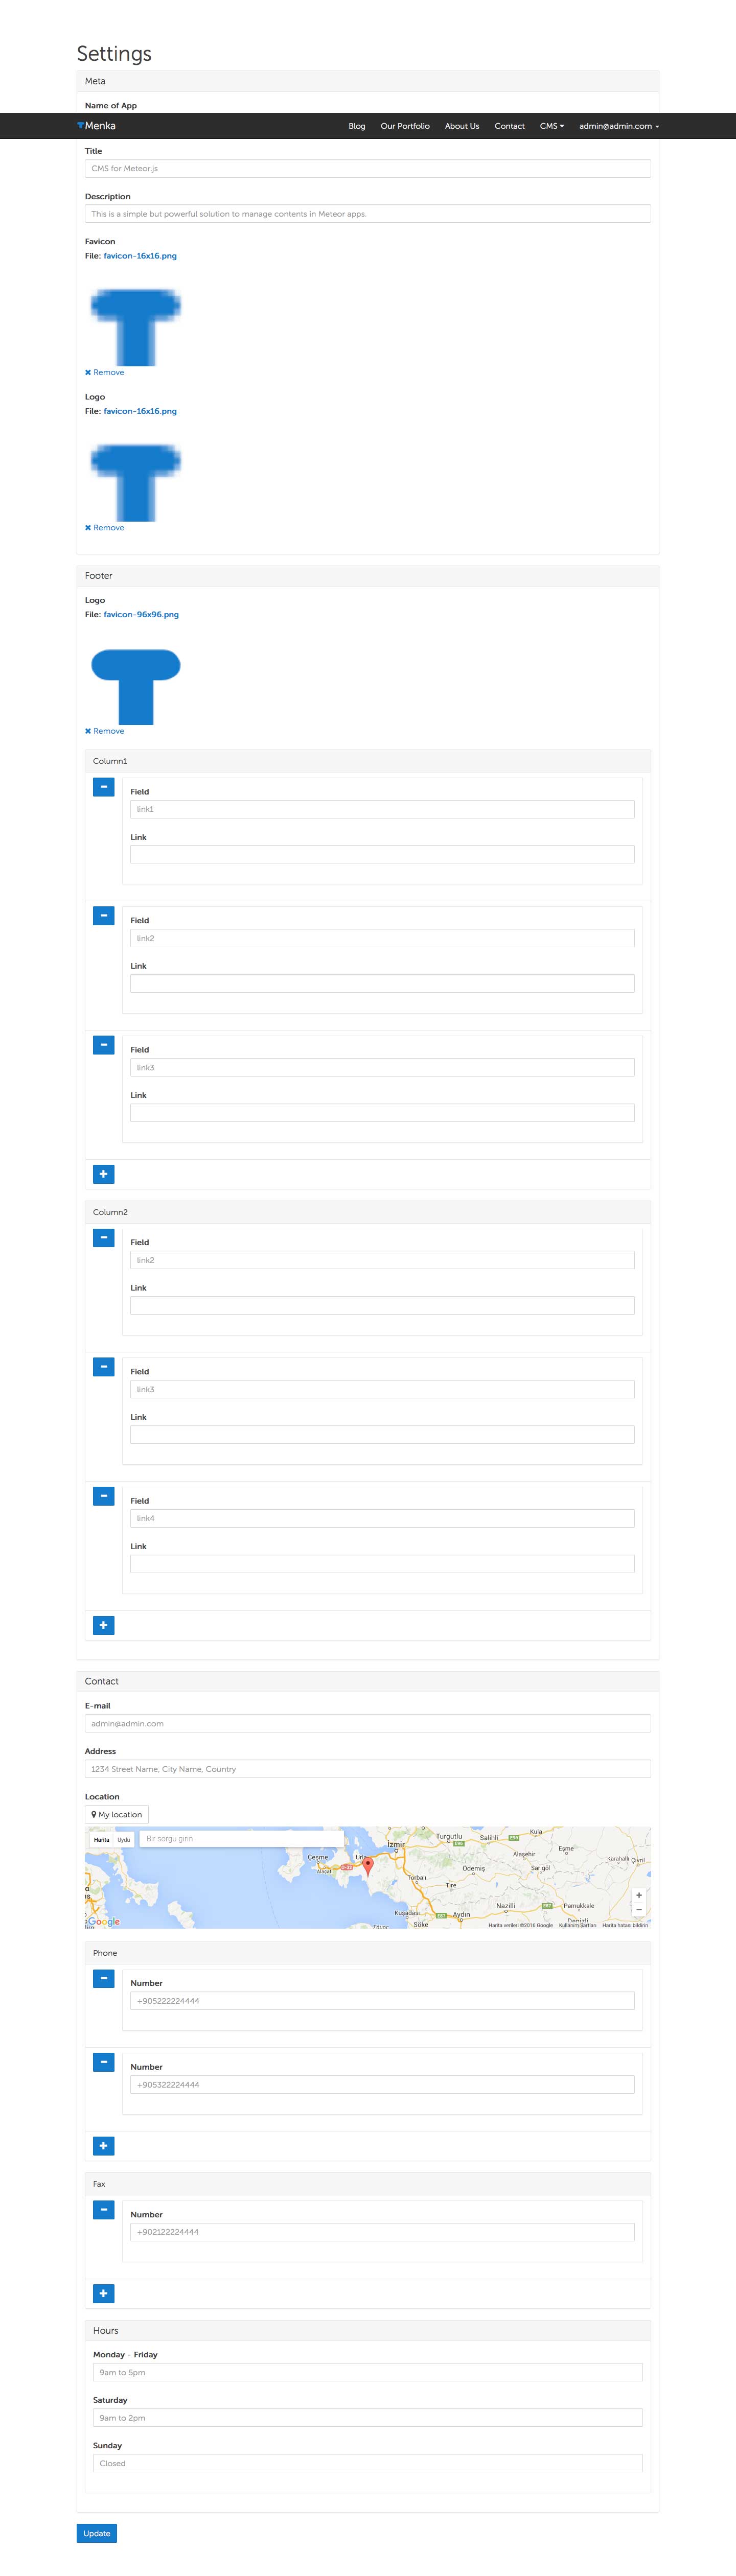 Settings
Meta
Name of App
Menka
Blog
Our Portfolio
About Us
Contact
CMS
admin@admin.com
Title
CMS for Meteor.js
Description
This is a simple but powerful solution to manage contents in Meteor apps.
Favicon
File: favicon-16x16.png
Remove
Logo
File: favicon-16x16.png
Remove
Footer
Logo
File: favicon-96x96.png
Remove
Column1
Field
link1
Link
Field
link2
Link
Field
link3
Link
Column2
Field
link2
Link
Field
link3
Link
Field
link4
Link
Contact
E-mail
admin@admin.com
Address
1234 Street Name, City Name, Country
Location
My location
Harita
Uydu
Bir sorgu girin
Turgutlu
Salihli
Kula
İzmir
Alaşehir
Eşme
Çeşme
Alaçatı
Torbalı
Ödemiş
Sarıgöl
Karahallı
Çivril
Tire
Kuşadası
Aydın
Nazilli
Pamukkale
Söke
Denizli
Google
Harita verileri ©2016 Google
Kullanım Şartları
Harita hatası bildirin
Phone
Number
+905222224444
Number
+905322224444
Fax
Number
+902122224444
Hours
Monday - Friday
9am to 5pm
Saturday
9am to 2pm
Sunday
Closed
Update